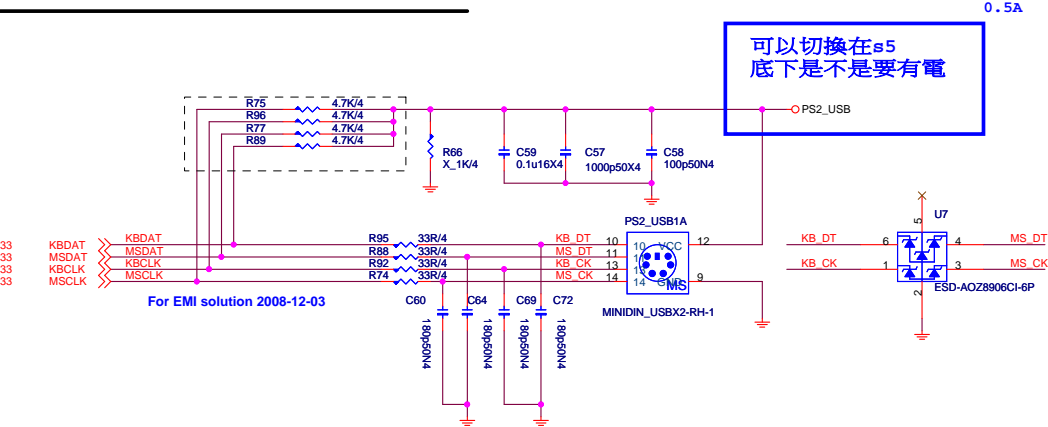 0.5A
可以切換在s5
底下是不是要有電
PS2_USB
R75 4.7K/4
R96 4.7K/4
R77 4.7K/4
R89 4.7K/4
R66
X_1K/4
C59
0.1u16X4
C57
1000p50X4
C58
100p50N4
PS2_USB1A
U7
33 KBDAT KBDAT R95 33R/4 KB_DT 10 10 VCC 12
33 MSDAT MSDAT R88 33R/4 MS_DT 11
33 KBCLK KBCLK R92 33R/4 KB_CK 13
33 MSCLK MSCLK R74 33R/4 MS_CK 14 14 9
MS
KB_DT 6 5 4 MS_DT
KB_CK 1 2 3 MS_CK
ESD-AOZ8906CI-6P
For EMI solution 2008-12-03
MINIDIN_USBX2-RH-1
C60 C64 C69 C72
180p50N4 180p50N4 180p50N4 180p50N4